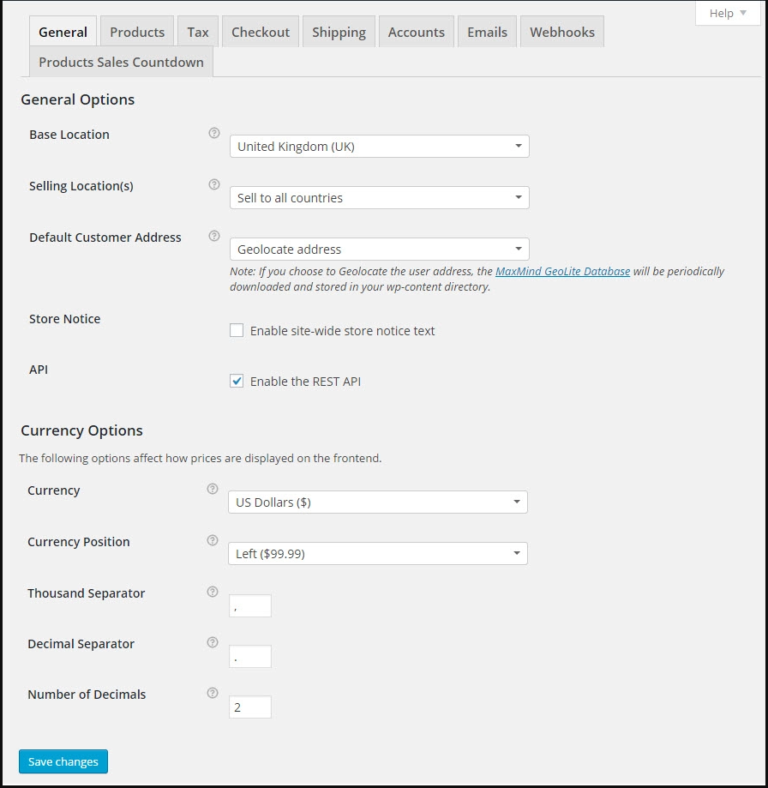 Help
General Products Tax Checkout Shipping Accounts Emails Webhooks
Products Sales Countdown
General Options
Base Location
United Kingdom (UK)
Selling Location(s)
Sell to all countries
Default Customer Address
Geolocate address
Note: If you choose to Geolocate the user address, the MaxMind GeoLite Database will be periodically
downloaded and stored in your wp-content directory.
Store Notice
Enable site-wide store notice text
API
Enable the REST API
Currency Options
The following options affect how prices are displayed on the frontend.
Currency
US Dollars ($)
Currency Position
Left ($99.99)
Thousand Separator
,
Decimal Separator
.
Number of Decimals
2
Save changes